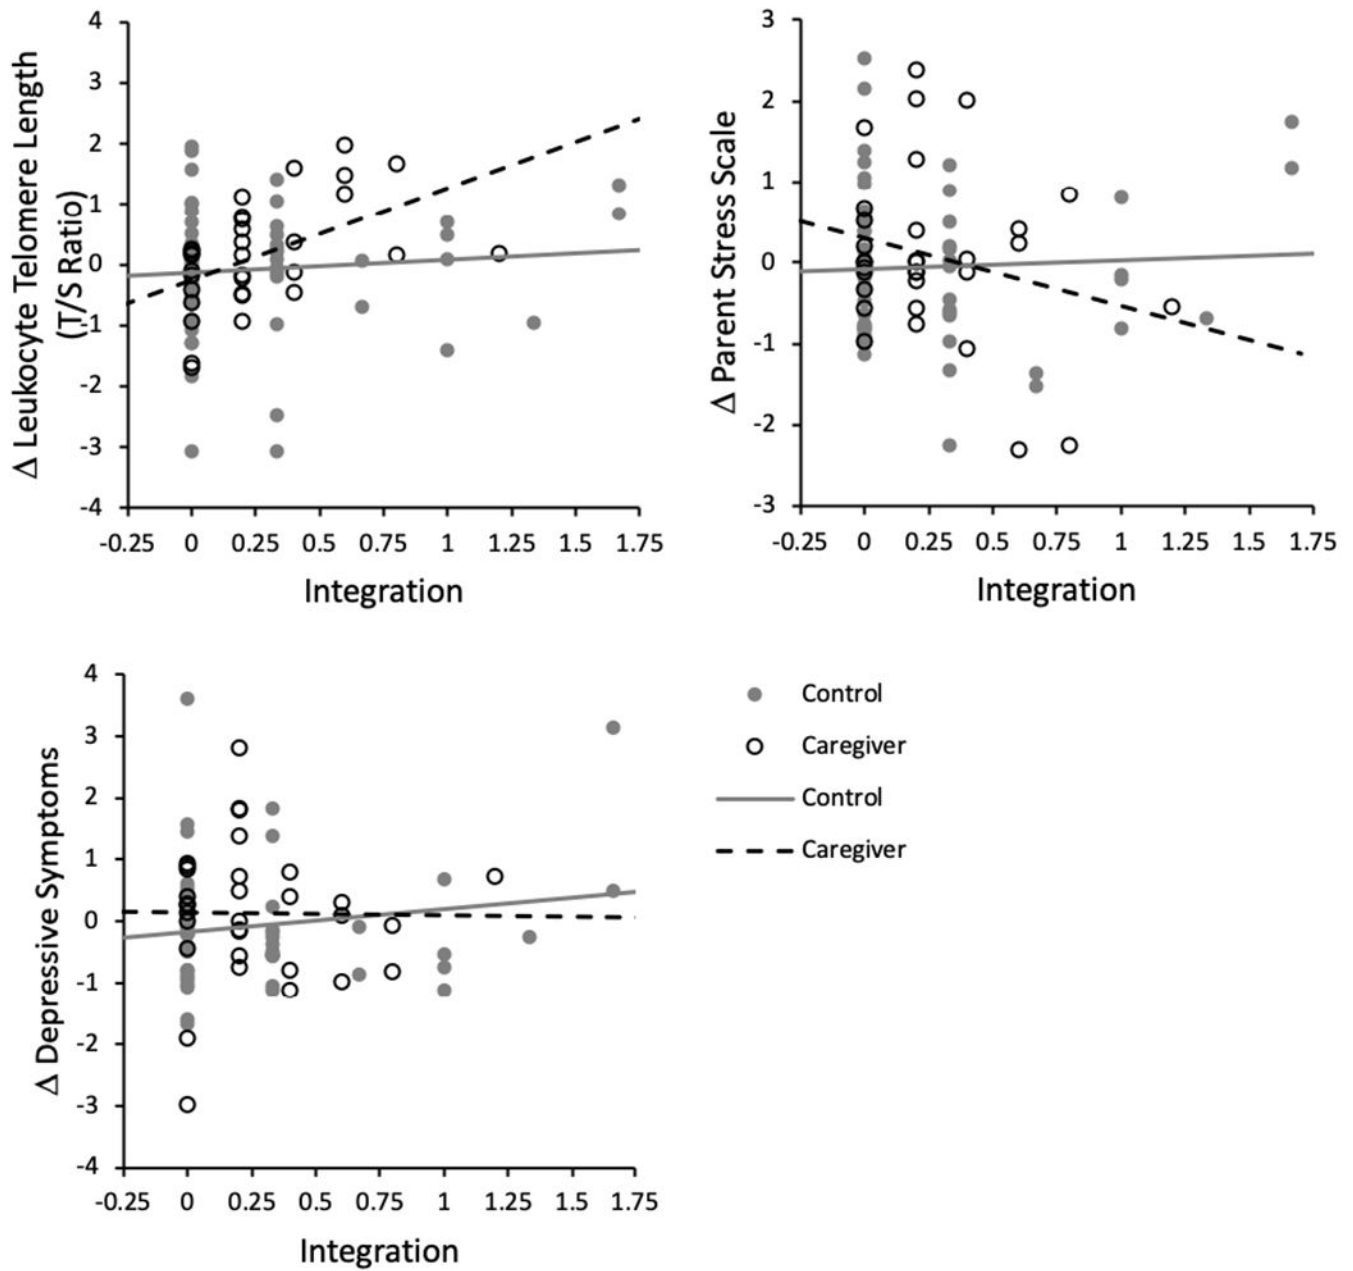 4
3
2
1
0
-1
-2
-3
-4
Δ Leukocyte Telomere Length
(T/S Ratio)
-0.25 0 0.25 0.5 0.75 1 1.25 1.5 1.75
Integration
3
2
1
0
-1
-2
-3
Δ Parent Stress Scale
-0.25 0 0.25 0.5 0.75 1 1.25 1.5 1.75
Integration
4
3
2
1
0
-1
-2
-3
-4
Δ Depressive Symptoms
-0.25 0 0.25 0.5 0.75 1 1.25 1.5 1.75
Integration
Control
Caregiver
Control
Caregiver